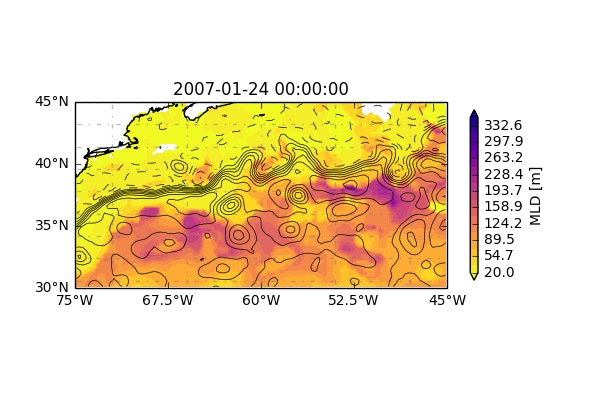 2007-01-24 00:00:00
45°N
40°N
35°N
30°N
75°W
67.5°W
60°W
52.5°W
45°W
332.6
297.9
263.2
228.4
193.7
158.9
124.2
89.5
54.7
20.0
MLD [m]